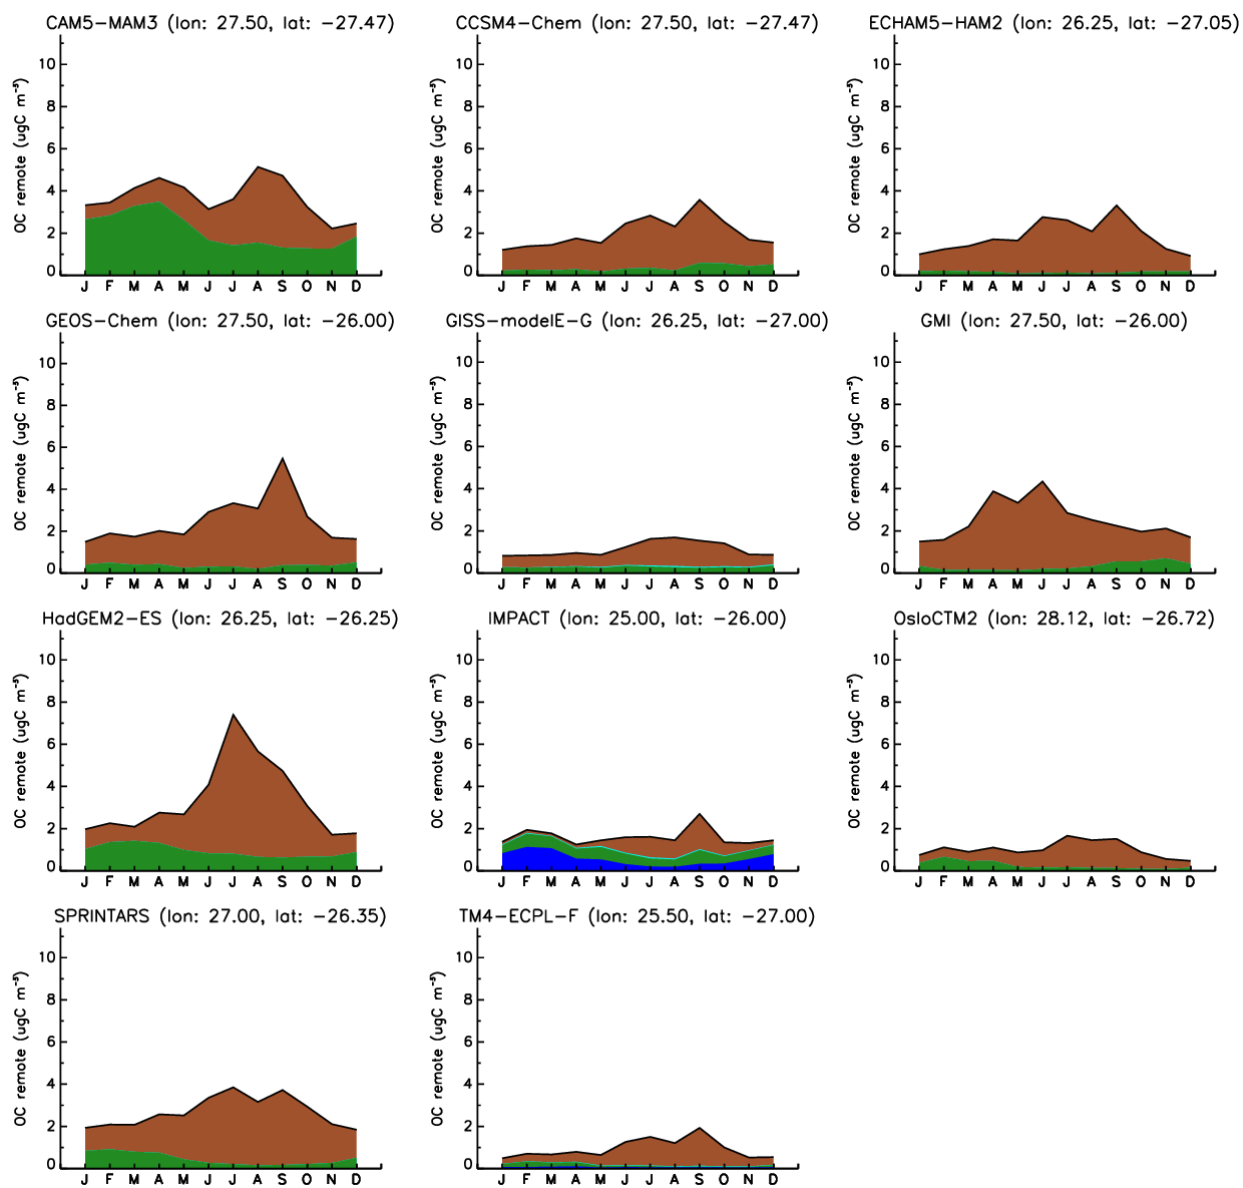 CAM5-MAM3 (lon: 27.50, lat: -27.47)
OC remote (ugC m⁻³)
10
8
6
4
2
0
J F M A M J J A S O N D
CCSM4-Chem (lon: 27.50, lat: -27.47)
OC remote (ugC m⁻³)
10
8
6
4
2
0
J F M A M J J A S O N D
ECHAM5-HAM2 (lon: 26.25, lat: -27.05)
OC remote (ugC m⁻³)
10
8
6
4
2
0
J F M A M J J A S O N D
GEOS-Chem (lon: 27.50, lat: -26.00)
OC remote (ugC m⁻³)
10
8
6
4
2
0
J F M A M J J A S O N D
GISS-modelE-G (lon: 26.25, lat: -27.00)
OC remote (ugC m⁻³)
10
8
6
4
2
0
J F M A M J J A S O N D
GMI (lon: 27.50, lat: -26.00)
OC remote (ugC m⁻³)
10
8
6
4
2
0
J F M A M J J A S O N D
HadGEM2-ES (lon: 26.25, lat: -26.25)
OC remote (ugC m⁻³)
10
8
6
4
2
0
J F M A M J J A S O N D
IMPACT (lon: 25.00, lat: -26.00)
OC remote (ugC m⁻³)
10
8
6
4
2
0
J F M A M J J A S O N D
OsloCTM2 (lon: 28.12, lat: -26.72)
OC remote (ugC m⁻³)
10
8
6
4
2
0
J F M A M J J A S O N D
SPRINTARS (lon: 27.00, lat: -26.35)
OC remote (ugC m⁻³)
10
8
6
4
2
0
J F M A M J J A S O N D
TM4-ECPL-F (lon: 25.50, lat: -27.00)
OC remote (ugC m⁻³)
10
8
6
4
2
0
J F M A M J J A S O N D